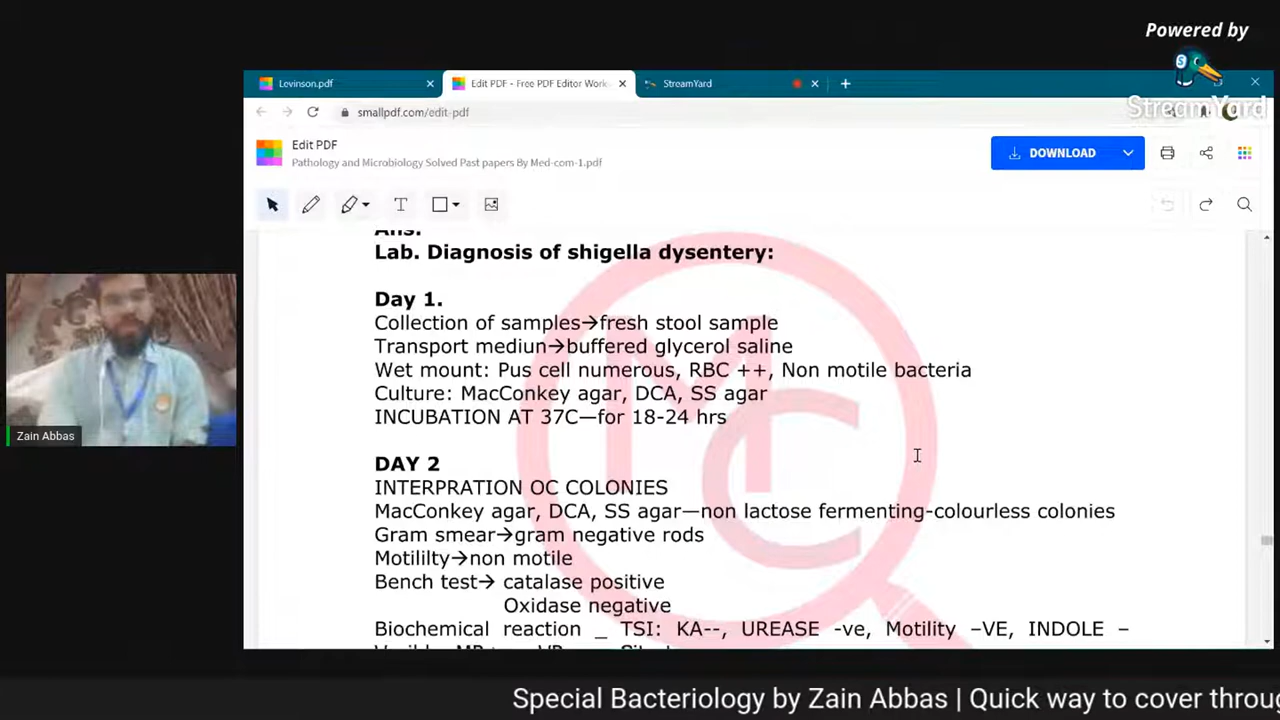 Powered by
StreamYard
Levinson.pdf
Edit PDF - Free PDF Editor Work
StreamYard
smallpdf.com/edit-pdf
Edit PDF
Pathology and Microbiology Solved Past papers By Med-com-1.pdf
DOWNLOAD
T
Ans.
Lab. Diagnosis of shigella dysentery:
Day 1.
Collection of samples→fresh stool sample
Transport mediun→buffered glycerol saline
Wet mount: Pus cell numerous, RBC ++, Non motile bacteria
Culture: MacConkey agar, DCA, SS agar
INCUBATION AT 37C—for 18-24 hrs
DAY 2
INTERPRATION OC COLONIES
MacConkey agar, DCA, SS agar—non lactose fermenting-colourless colonies
Gram smear→gram negative rods
Motililty→non motile
Bench test→ catalase positive
Oxidase negative
Biochemical reaction _ TSI: KA--, UREASE -ve, Motility –VE, INDOLE –
Zain Abbas
Special Bacteriology by Zain Abbas | Quick way to cover throu